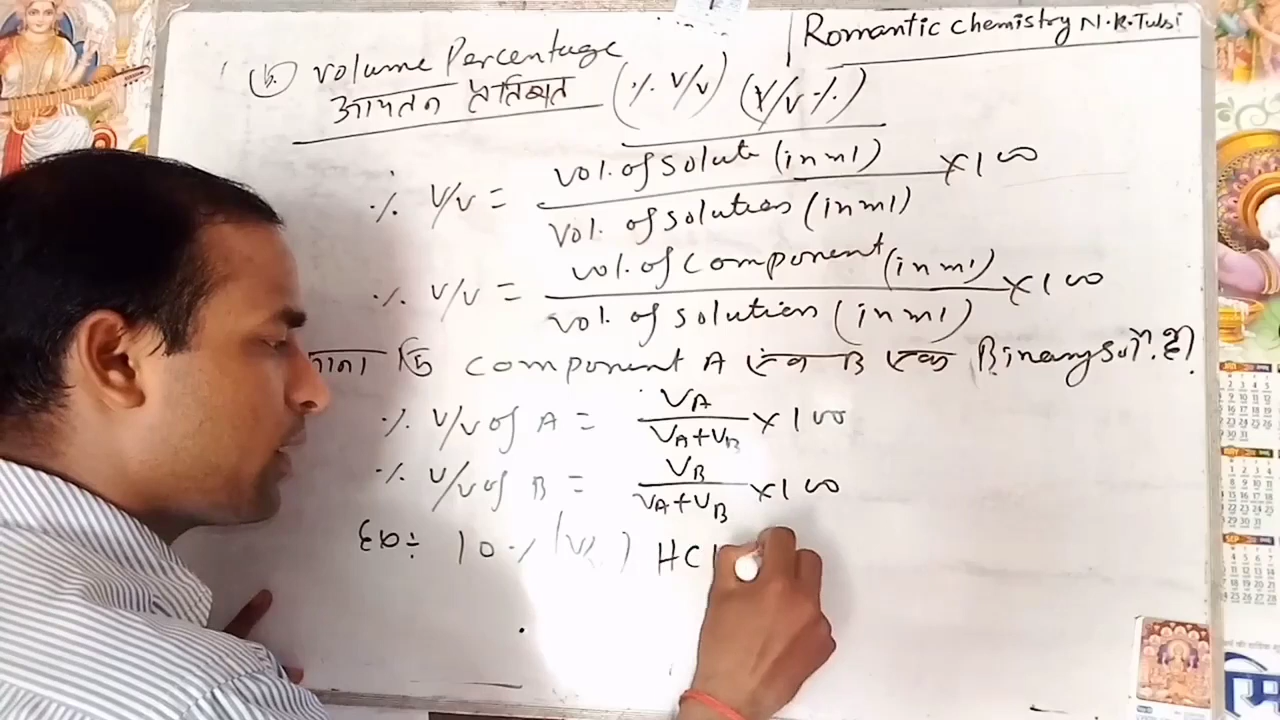 Romantic chemistry N.K.Tulsi
(b.) Volume Percentage
आयतन प्रतिशत (% V/V) (V/V %)
% V/V = Vol. of Solute (in ml) / Vol. of Solution (in ml) × 100
% V/V = Vol. of Component (in ml) / Vol. of Solution (in ml) × 100
माना कि Component A एवं B एक Binary Soln. है।
% V/V of A = VA / VA+VB × 100
% V/V of B = VB / VA+VB × 100
Ex÷ 10 % (V/V) HCl